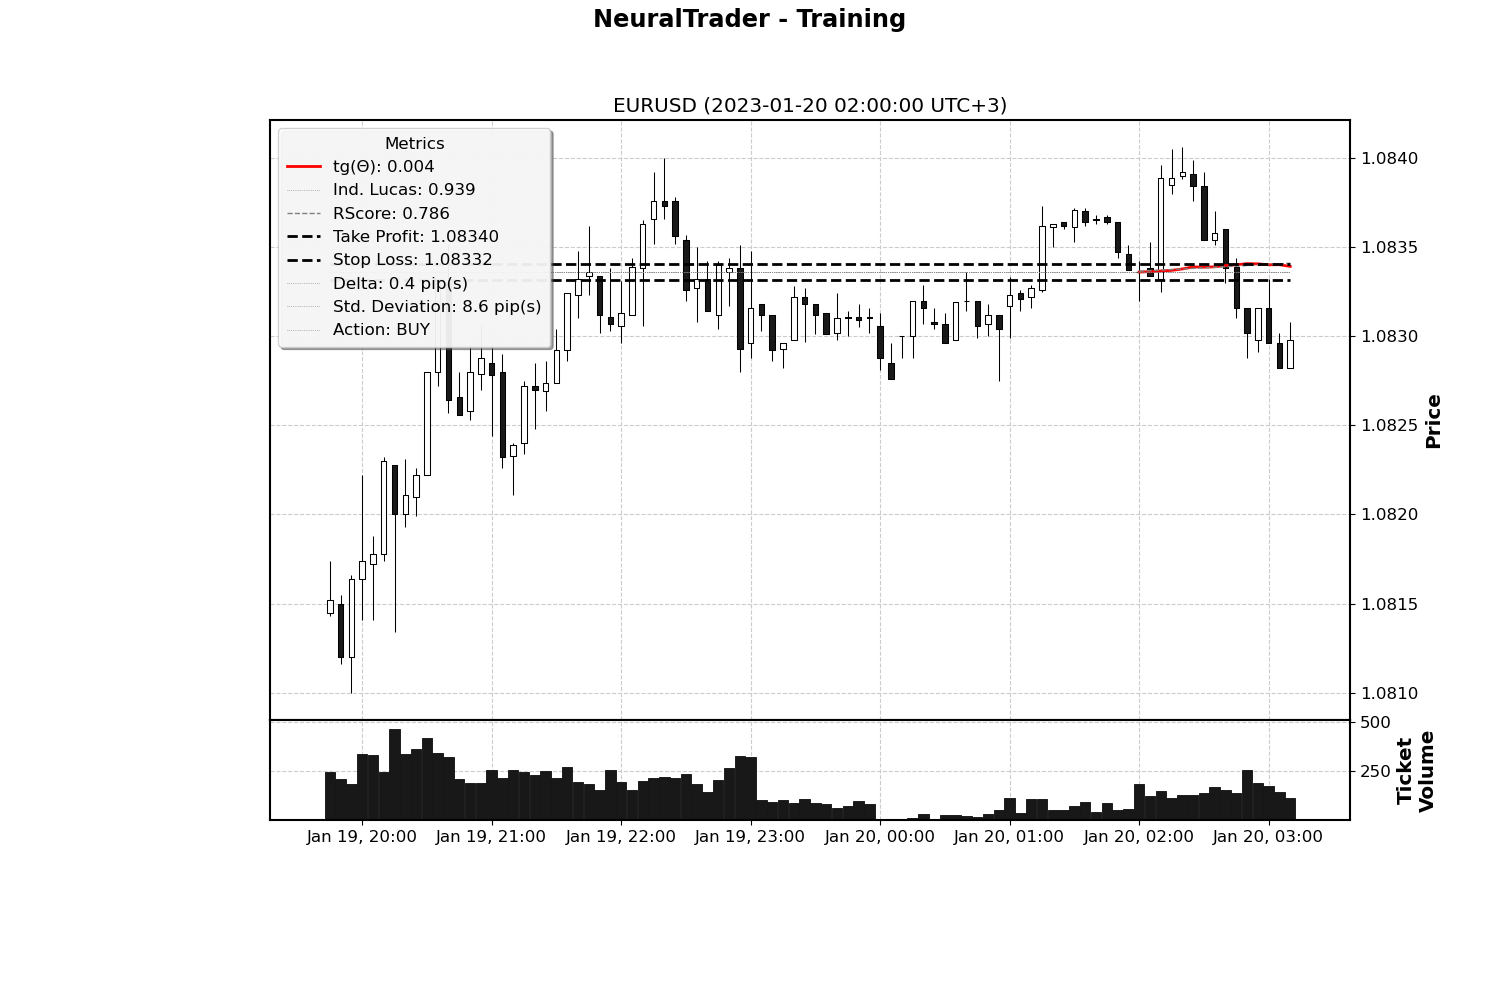 NeuralTrader - Training
EURUSD (2023-01-20 02:00:00 UTC+3)
Metrics
tg(Θ): 0.004
Ind. Lucas: 0.939
RScore: 0.786
Take Profit: 1.08340
Stop Loss: 1.08332
Delta: 0.4 pip(s)
Std. Deviation: 8.6 pip(s)
Action: BUY
1.0840
1.0835
1.0830
1.0825
1.0820
1.0815
1.0810
Price
500
250
Ticket
Volume
Jan 19, 20:00
Jan 19, 21:00
Jan 19, 22:00
Jan 19, 23:00
Jan 20, 00:00
Jan 20, 01:00
Jan 20, 02:00
Jan 20, 03:00